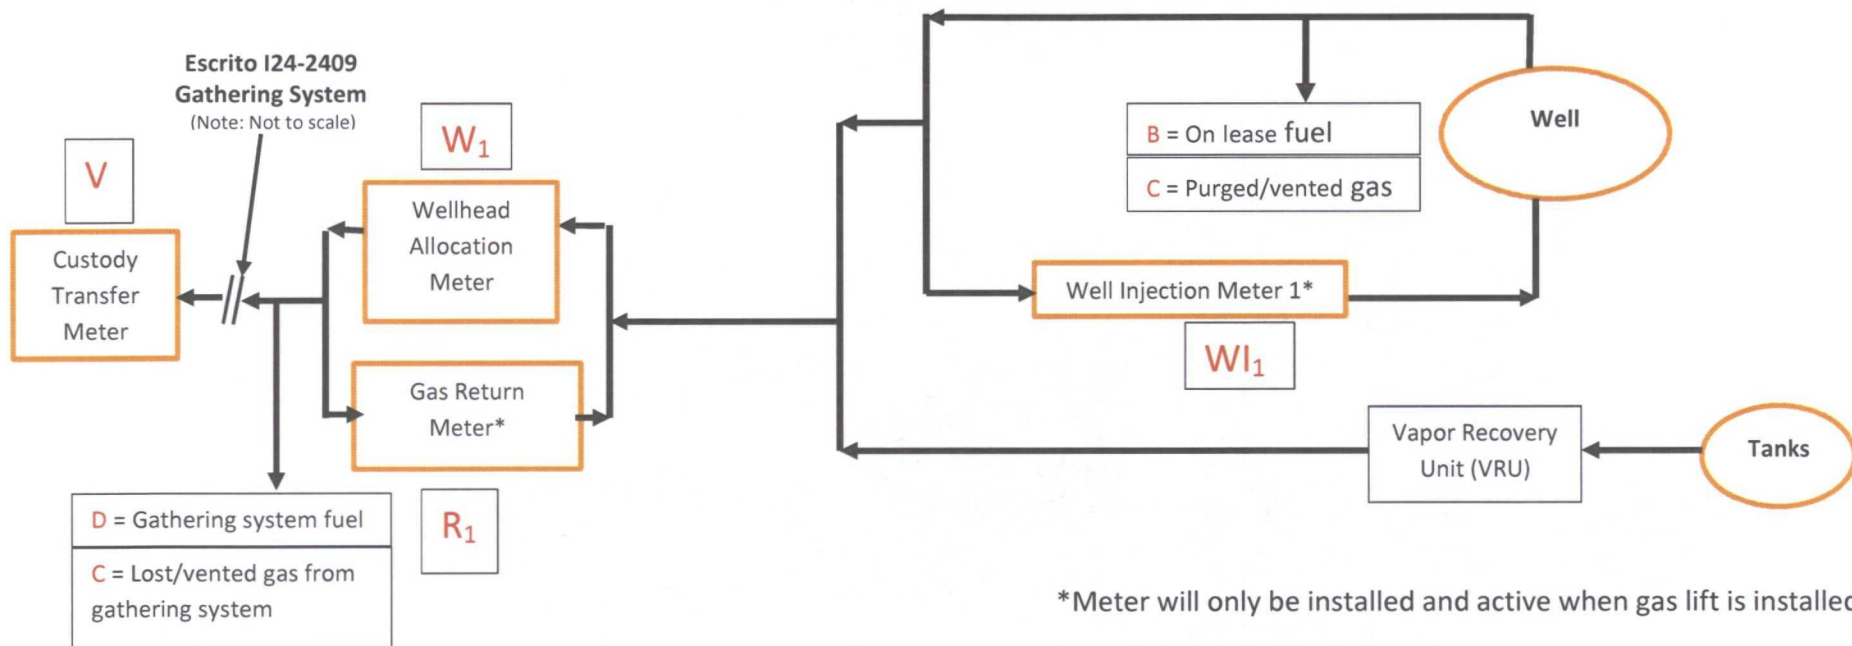 Escrito I24-2409
Gathering System
(Note: Not to scale)
V
Custody
Transfer
Meter
W1
Wellhead
Allocation
Meter
Gas Return
Meter*
R1
D = Gathering system fuel
C = Lost/vented gas from
gathering system
B = On lease fuel
C = Purged/vented gas
Well
Well Injection Meter 1*
WI1
Vapor Recovery
Unit (VRU)
Tanks
*Meter will only be installed and active when gas lift is installed